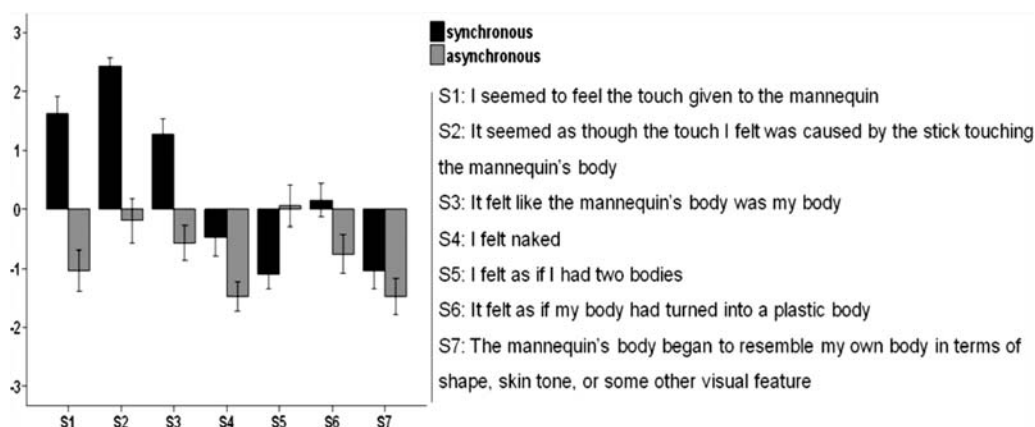 3
2
1
0
-1
-2
-3
S1 S2 S3 S4 S5 S6 S7
synchronous
asynchronous
S1: I seemed to feel the touch given to the mannequin
S2: It seemed as though the touch I felt was caused by the stick touching
the mannequin's body
S3: It felt like the mannequin's body was my body
S4: I felt naked
S5: I felt as if I had two bodies
S6: It felt as if my body had turned into a plastic body
S7: The mannequin's body began to resemble my own body in terms of
shape, skin tone, or some other visual feature